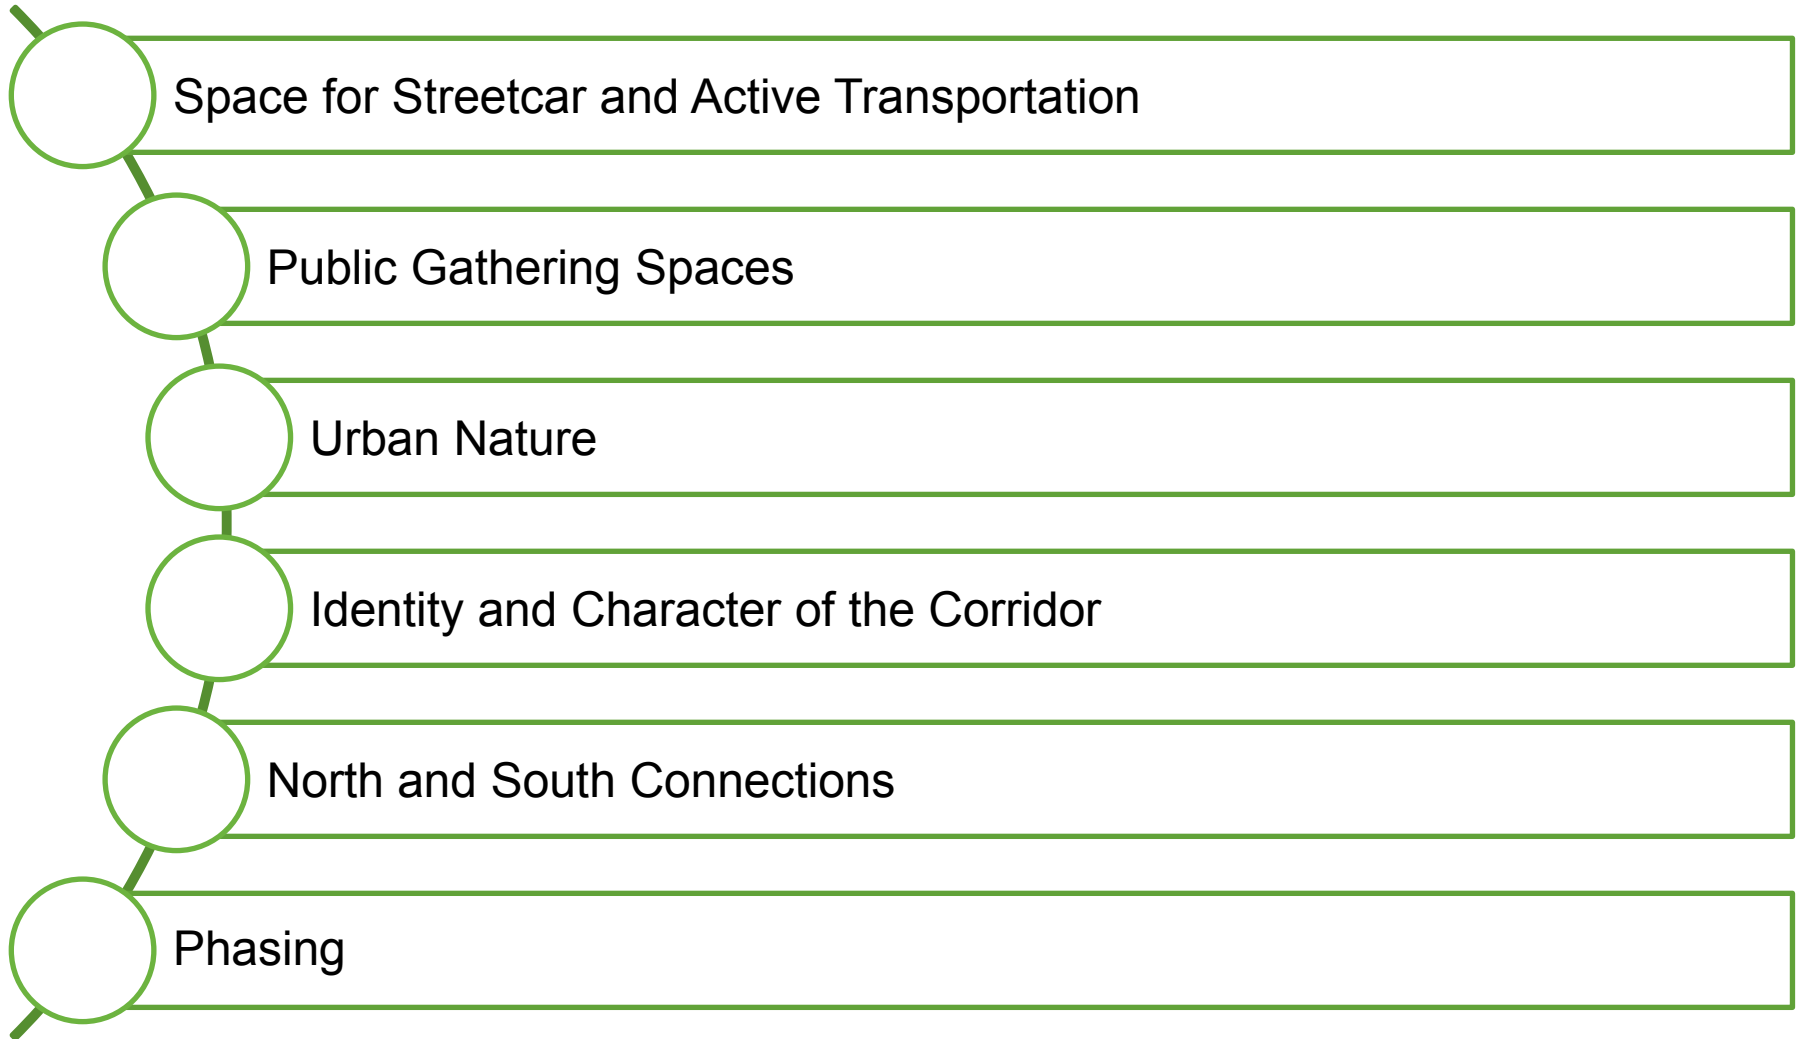 Space for Streetcar and Active Transportation
Public Gathering Spaces
Urban Nature
Identity and Character of the Corridor
North and South Connections
Phasing